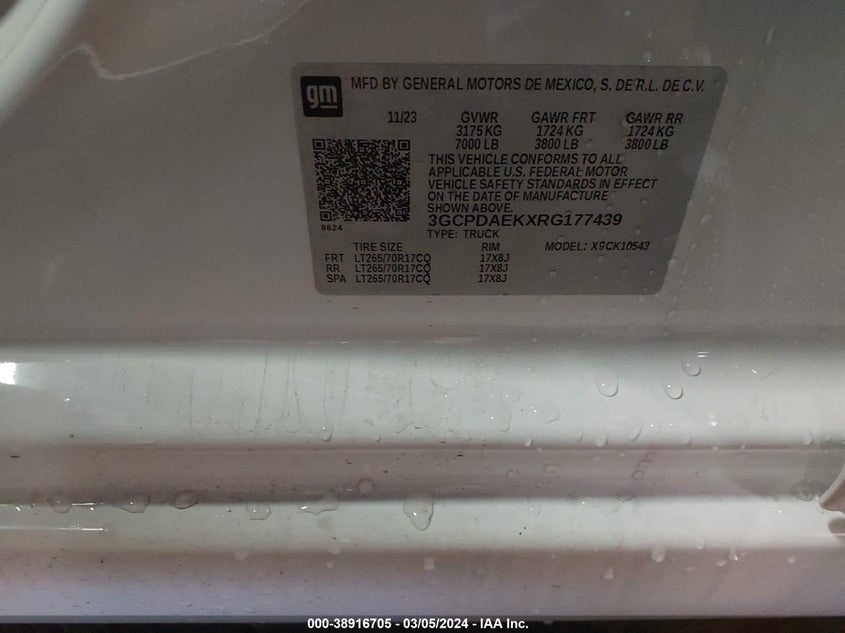 gm MFD BY GENERAL MOTORS DE MEXICO, S. DE R.L. DE C.V.
11/23 GVWR GAWR FRT GAWR RR
3175 KG 1724 KG 1724 KG
7000 LB 3800 LB 3800 LB
THIS VEHICLE CONFORMS TO ALL
APPLICABLE U.S. FEDERAL MOTOR
VEHICLE SAFETY STANDARDS IN EFFECT
ON THE DATE OF MANUFACTURE
SHOWN ABOVE.
3GCPDAEKXRG177439
8624
TYPE: TRUCK MODEL: X9CK10543
TIRE SIZE RIM
FRT LT265/70R17CQ 17X8J
RR LT265/70R17CQ 17X8J
SPA LT265/70R17CQ 17X8J
000-38916705 - 03/05/2024 - IAA Inc.